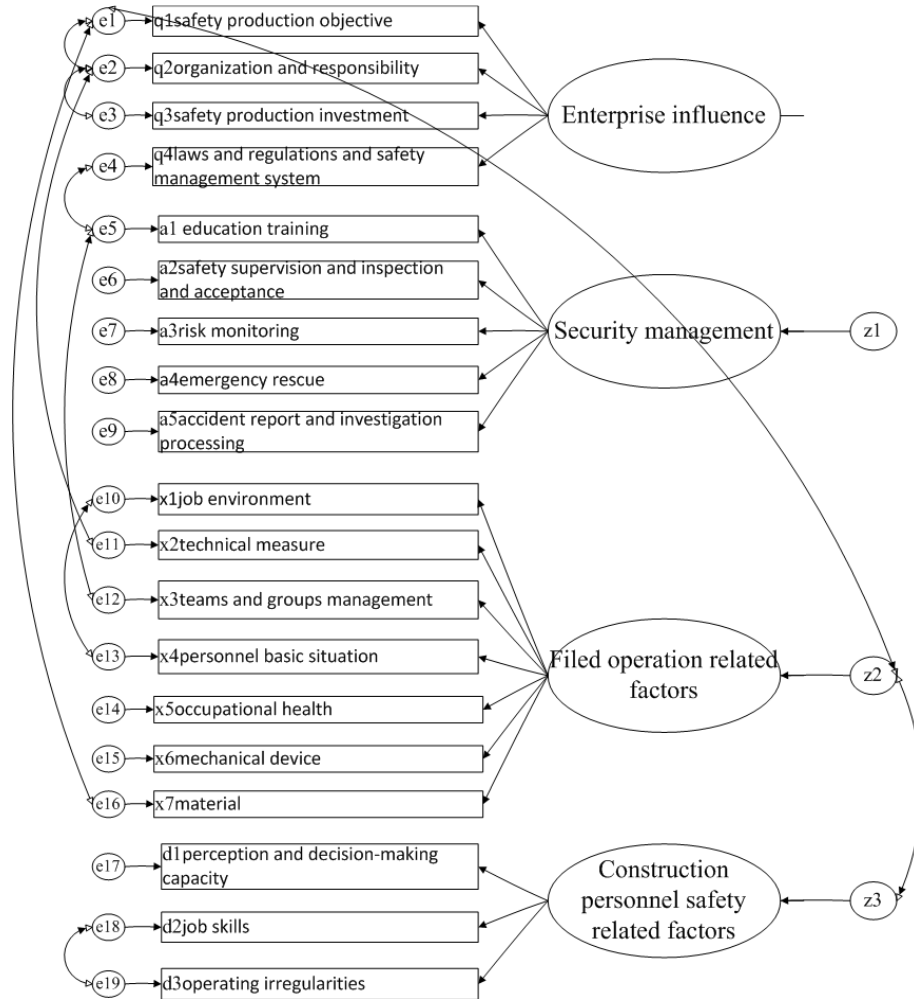 e1
q1safety production objective
e2
q2organization and responsibility
e3
q3safety production investment
e4
q4laws and regulations and safety
management system
Enterprise influence
e5
a1 education training
e6
a2safety supervision and inspection
and acceptance
e7
a3risk monitoring
e8
a4emergency rescue
e9
a5accident report and investigation
processing
Security management
z1
e10
x1job environment
e11
x2technical measure
e12
x3teams and groups management
e13
x4personnel basic situation
e14
x5occupational health
e15
x6mechanical device
e16
x7material
Filed operation related
factors
z2
e17
d1perception and decision-making
capacity
e18
d2job skills
e19
d3operating irregularities
Construction
personnel safety
related factors
z3